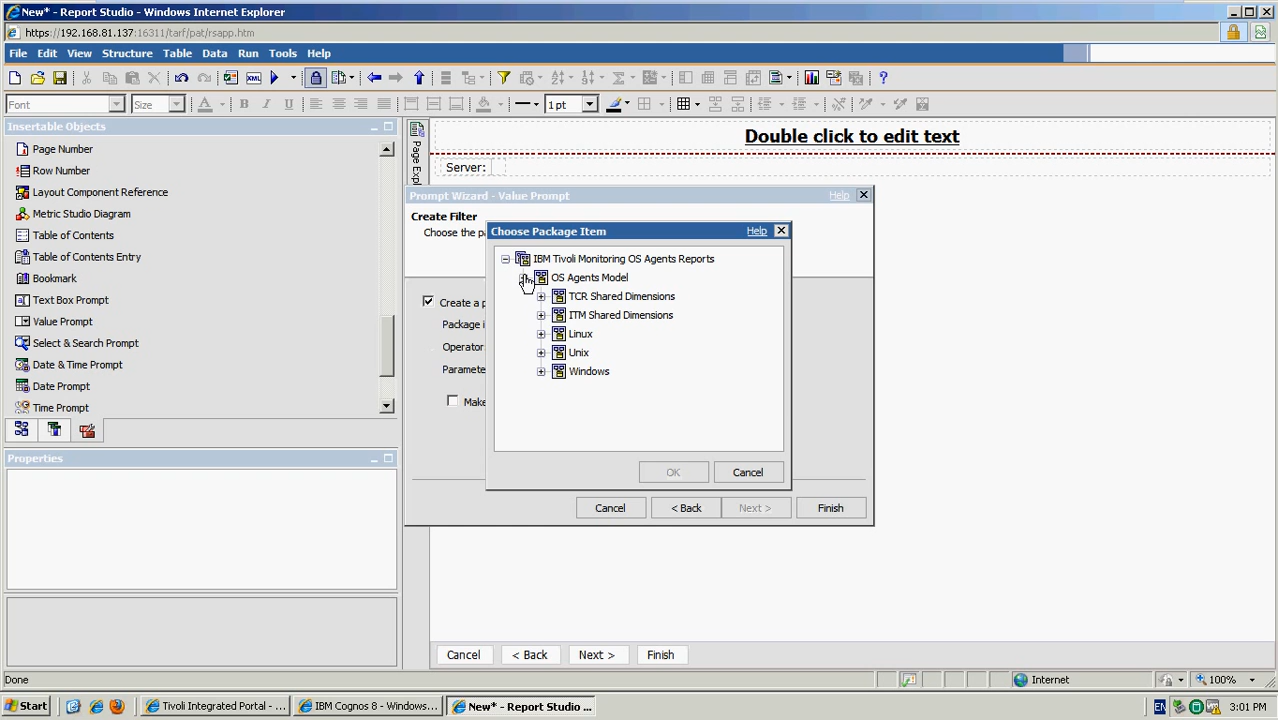 New* - Report Studio - Windows Internet Explorer
https://192.168.81.137:16311/tarf/pat/rsapp.htm
File Edit View Structure Table Data Run Tools Help
Font Size 1 pt
Insertable Objects
Page Number
Row Number
Layout Component Reference
Metric Studio Diagram
Table of Contents
Table of Contents Entry
Bookmark
Text Box Prompt
Value Prompt
Select & Search Prompt
Date & Time Prompt
Date Prompt
Time Prompt
Properties
Double click to edit text
Server:
Prompt Wizard - Value Prompt Help
Create Filter
Choose the pa
Create a p
Package i
Operator
Paramete
Make
Choose Package Item Help
IBM Tivoli Monitoring OS Agents Reports
OS Agents Model
TCR Shared Dimensions
ITM Shared Dimensions
Linux
Unix
Windows
OK Cancel
Cancel < Back Next > Finish
Cancel < Back Next > Finish
Done Internet 100%
Start Tivoli Integrated Portal - ... IBM Cognos 8 - Windows... New* - Report Studio ... EN 3:01 PM